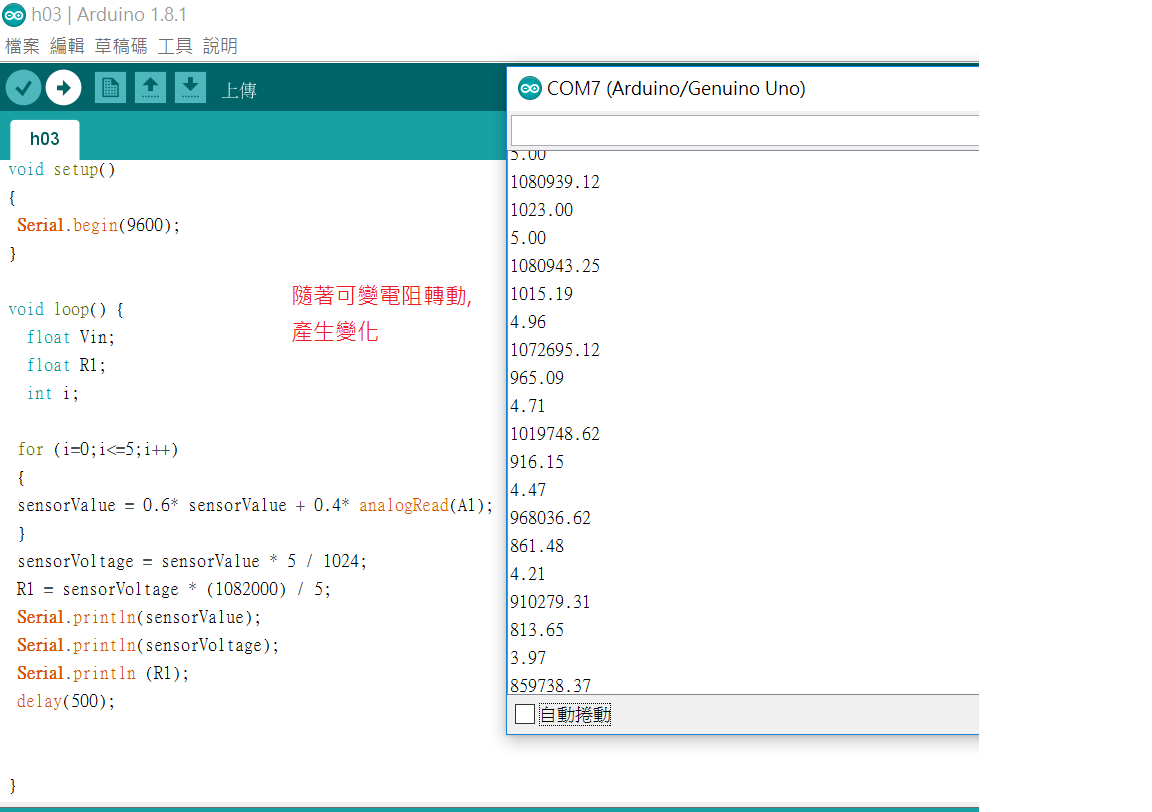 h03 | Arduino 1.8.1
檔案 編輯 草稿碼 工具 說明
上傳
h03
void setup()
{
Serial.begin(9600);
}
void loop() {
float Vin;
float R1;
int i;
for (i=0;i<=5;i++)
{
sensorValue = 0.6* sensorValue + 0.4* analogRead(A1);
}
sensorVoltage = sensorValue * 5 / 1024;
R1 = sensorVoltage * (1082000) / 5;
Serial.println(sensorValue);
Serial.println(sensorVoltage);
Serial.println (R1);
delay(500);
}
隨著可變電阻轉動,
產生變化
COM7 (Arduino/Genuino Uno)
5.00
1080939.12
1023.00
5.00
1080943.25
1015.19
4.96
1072695.12
965.09
4.71
1019748.62
916.15
4.47
968036.62
861.48
4.21
910279.31
813.65
3.97
859738.37
自動捲動